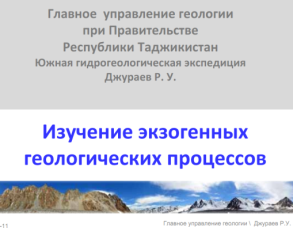 Главное управление геологии
при Правительстве
Республики Таджикистан
Южная гидрогеологическая экспедиция
Джураев Р. У.
Изучение экзогенных
геологических процессов
-11
Главное управление геологии \ Джураев Р.У.